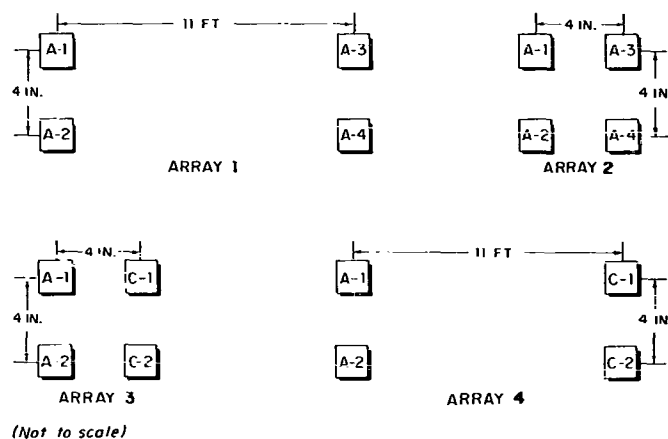 11 FT
4 IN.
A-1 A-3 A-1 A-3
4 IN.
4 IN.
A-2 A-4 A-2 A-4
ARRAY 1 ARRAY 2
4 IN. 11 FT
A-1 C-1 A-1 C-1
4 IN. 4 IN.
A-2 C-2 A-2 C-2
ARRAY 3 ARRAY 4
(Not to scale)